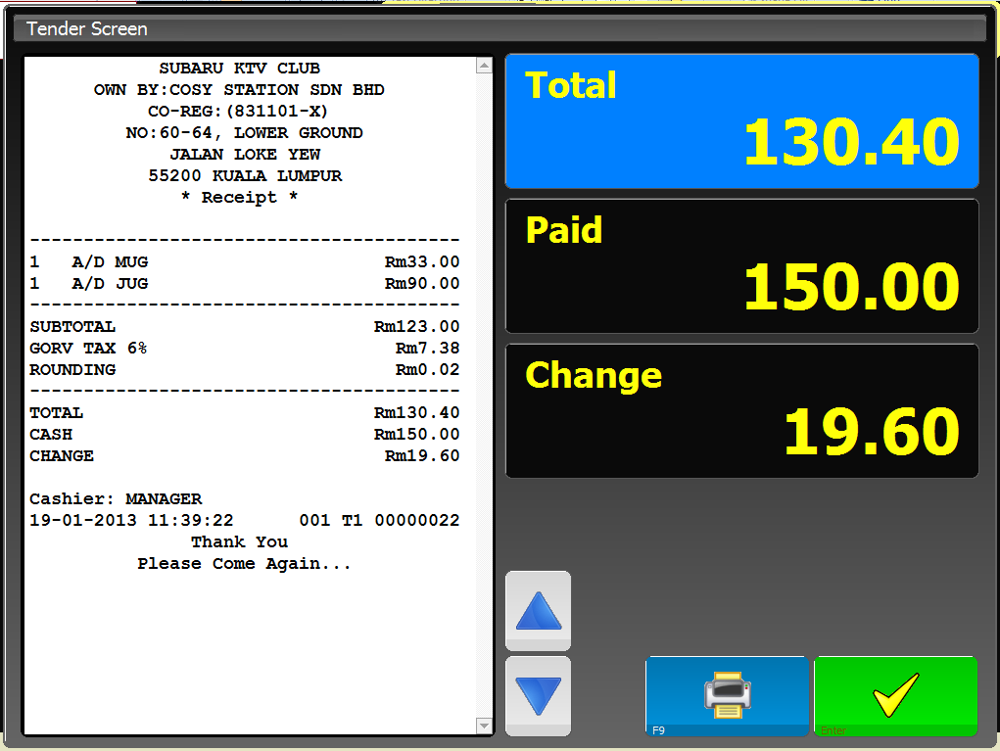 Tender Screen
SUBARU KTV CLUB
OWN BY:COSY STATION SDN BHD
CO-REG:(831101-X)
NO:60-64, LOWER GROUND
JALAN LOKE YEW
55200 KUALA LUMPUR
* Receipt *
----------------------------------------
1 A/D MUG Rm33.00
1 A/D JUG Rm90.00
----------------------------------------
SUBTOTAL Rm123.00
GORV TAX 6% Rm7.38
ROUNDING Rm0.02
----------------------------------------
TOTAL Rm130.40
CASH Rm150.00
CHANGE Rm19.60
Cashier: MANAGER
19-01-2013 11:39:22 001 T1 00000022
Thank You
Please Come Again...
Total
130.40
Paid
150.00
Change
19.60
F9
Enter